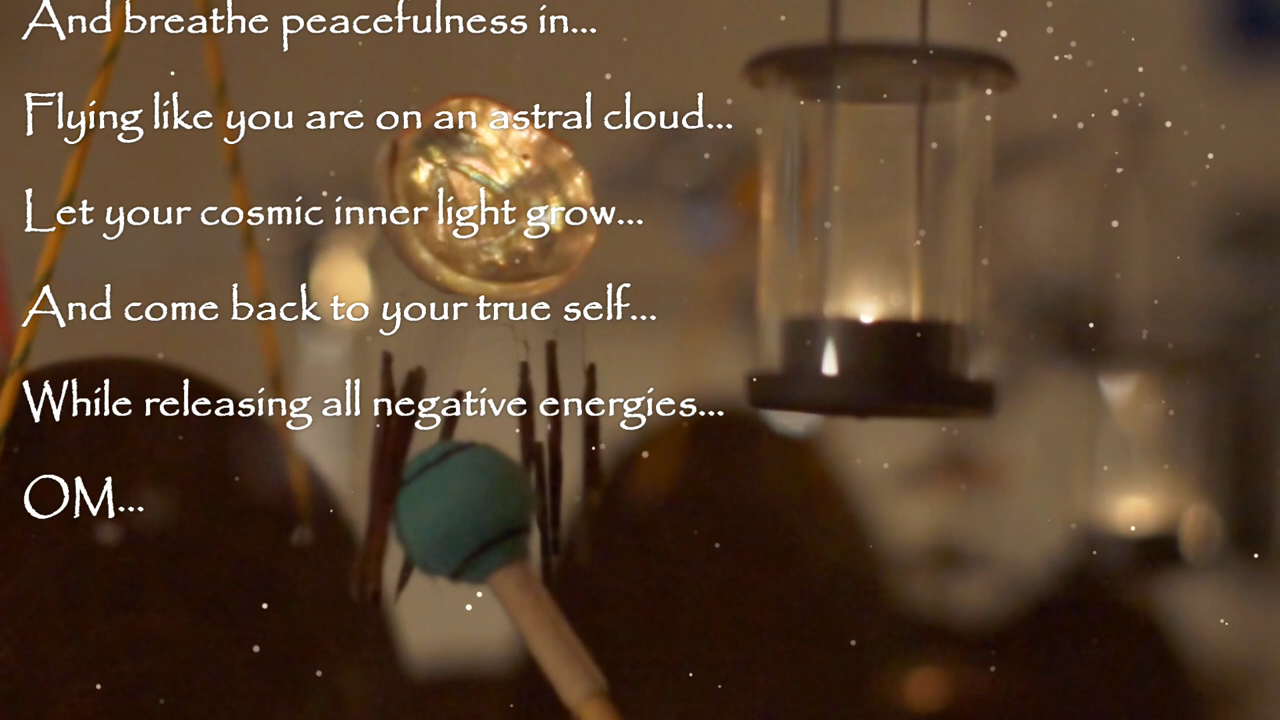 And breathe peacefulness in...
Flying like you are on an astral cloud...
Let your cosmic inner light grow...
And come back to your true self...
While releasing all negative energies...
OM...